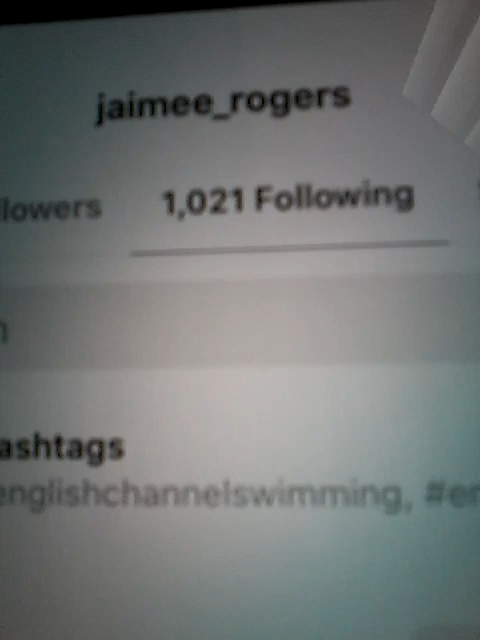 jaimee_rogers
lowers 1,021 Following
n
ashtags
englishchannelswimming, #en